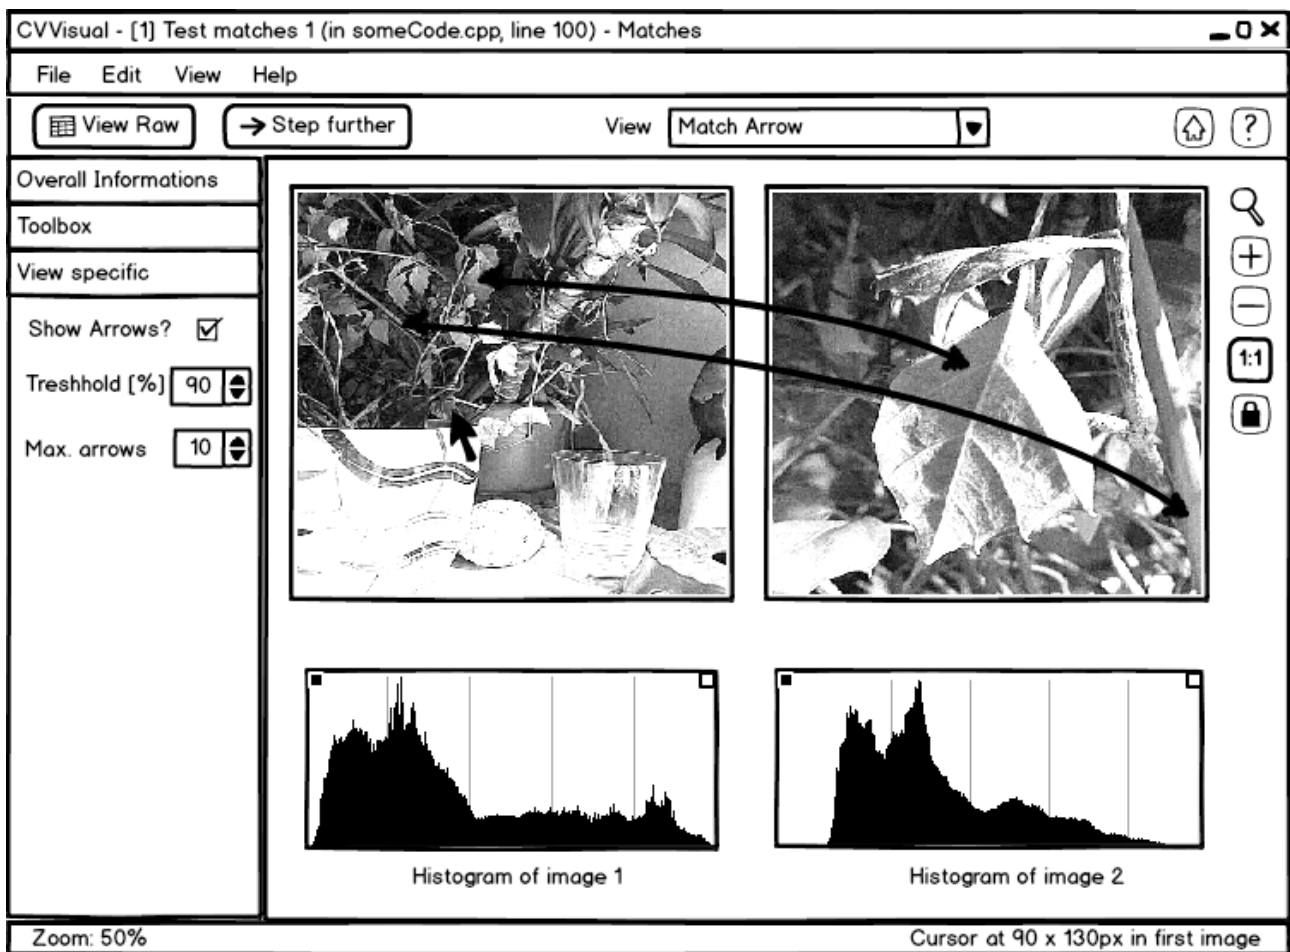 CVVisual - [1] Test matches 1 (in someCode.cpp, line 100) - Matches
File Edit View Help
View Raw Step further View Match Arrow ?
Overall Informations
Toolbox
View specific
Show Arrows?
Treshhold [%] 90
Max. arrows 10
1:1
Histogram of image 1 Histogram of image 2
Zoom: 50% Cursor at 90 x 130px in first image